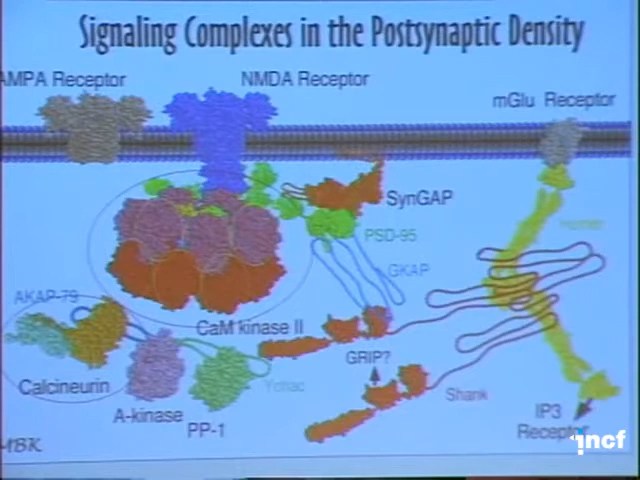 Signaling Complexes in the Postsynaptic Density
AMPA Receptor
NMDA Receptor
mGlu Receptor
SynGAP
PSD-95
Homer
GKAP
AKAP-79
CaM kinase II
GRIP?
Calcineurin
Yotiao
Shank
A-kinase
PP-1
IP3
Receptor
MBK
incf